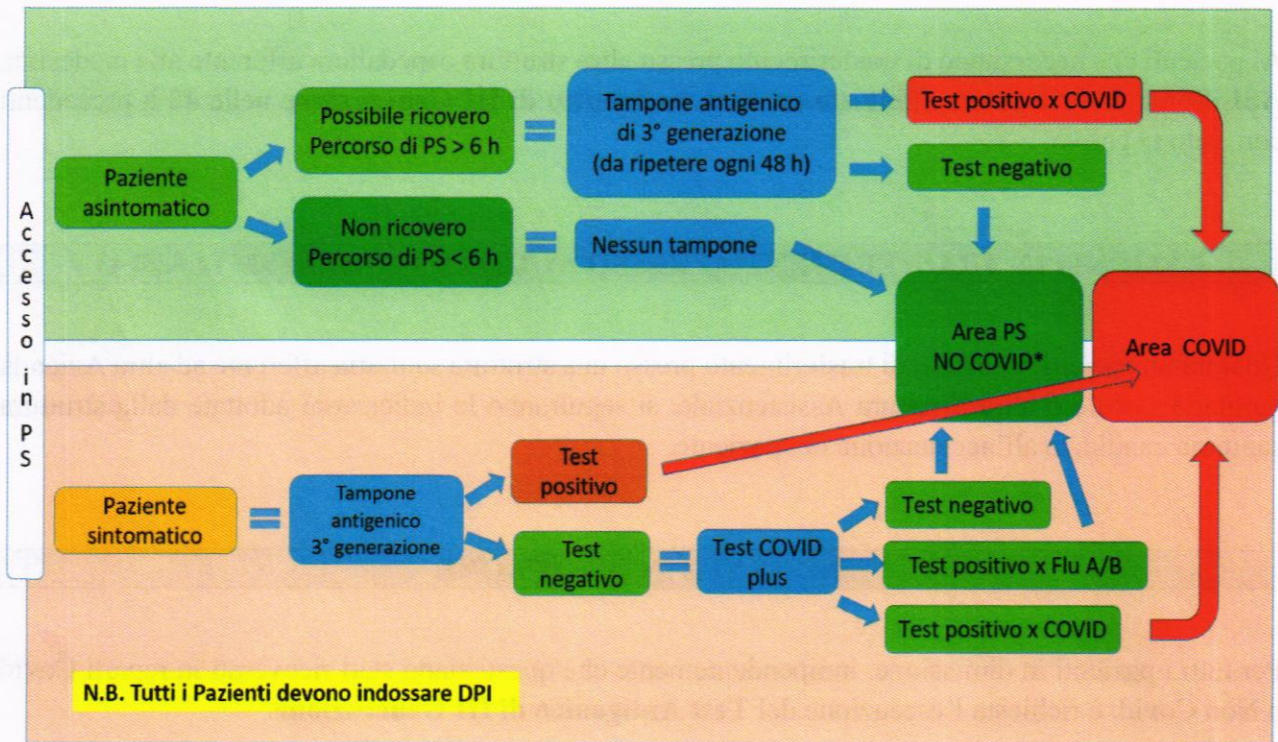 Accesso in PS
Paziente
asintomatico
Possibile ricovero
Percorso di PS > 6 h
=
Tampone antigenico
di 3° generazione
(da ripetere ogni 48 h)
Test positivo x COVID
Test negativo
Non ricovero
Percorso di PS < 6 h
=
Nessun tampone
Area PS
NO COVID*
Area COVID
Paziente
sintomatico
=
Tampone
antigenico
3° generazione
Test
positivo
Test
negativo
=
Test COVID
plus
Test negativo
Test positivo x Flu A/B
Test positivo x COVID
N.B. Tutti i Pazienti devono indossare DPI